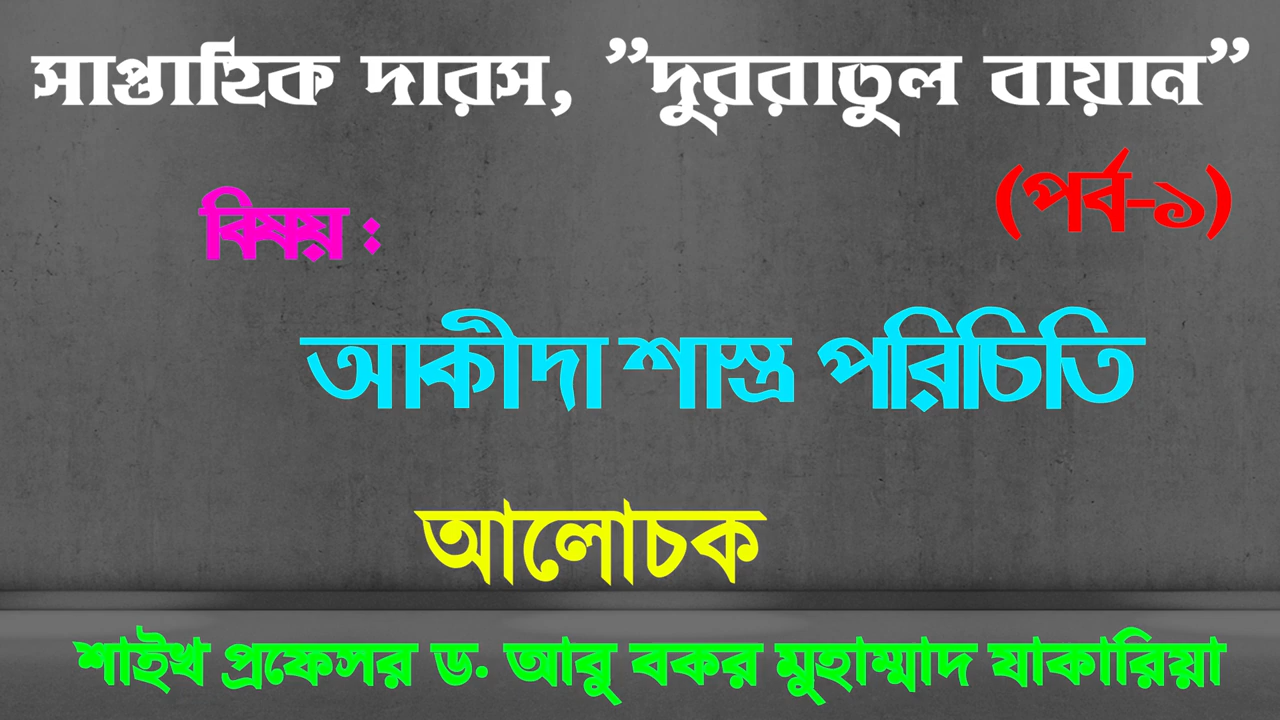 সাপ্তাহিক দারস, ”দুররাতুল বায়ান”
(পর্ব-১)
বিষয় :
আকীদা শাস্ত্র পরিচিতি
আলোচক
শাইখ প্রফেসর ড. আবু বকর মুহাম্মাদ যাকারিয়া